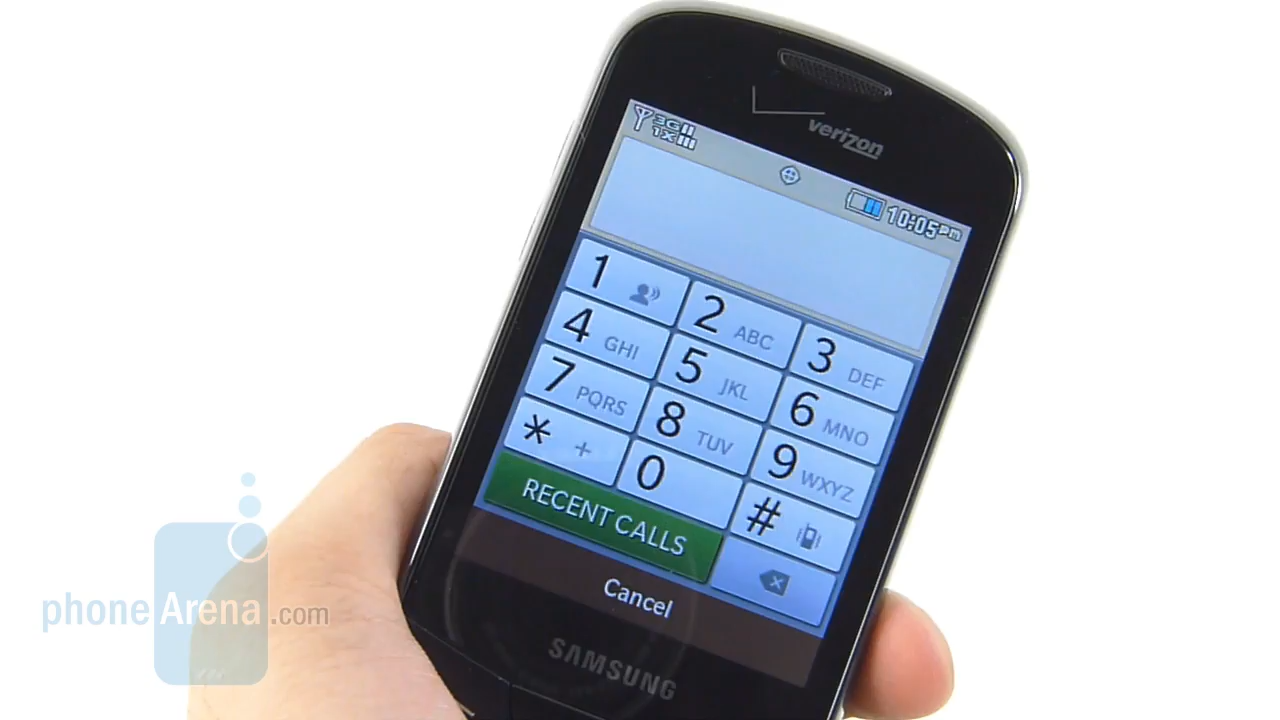 verizon
3G
1X
10:05pm
1
2 ABC
3 DEF
4 GHI
5 JKL
6 MNO
7 PQRS
8 TUV
9 WXYZ
* +
0
#
RECENT CALLS
Cancel
SAMSUNG
phoneArena.com